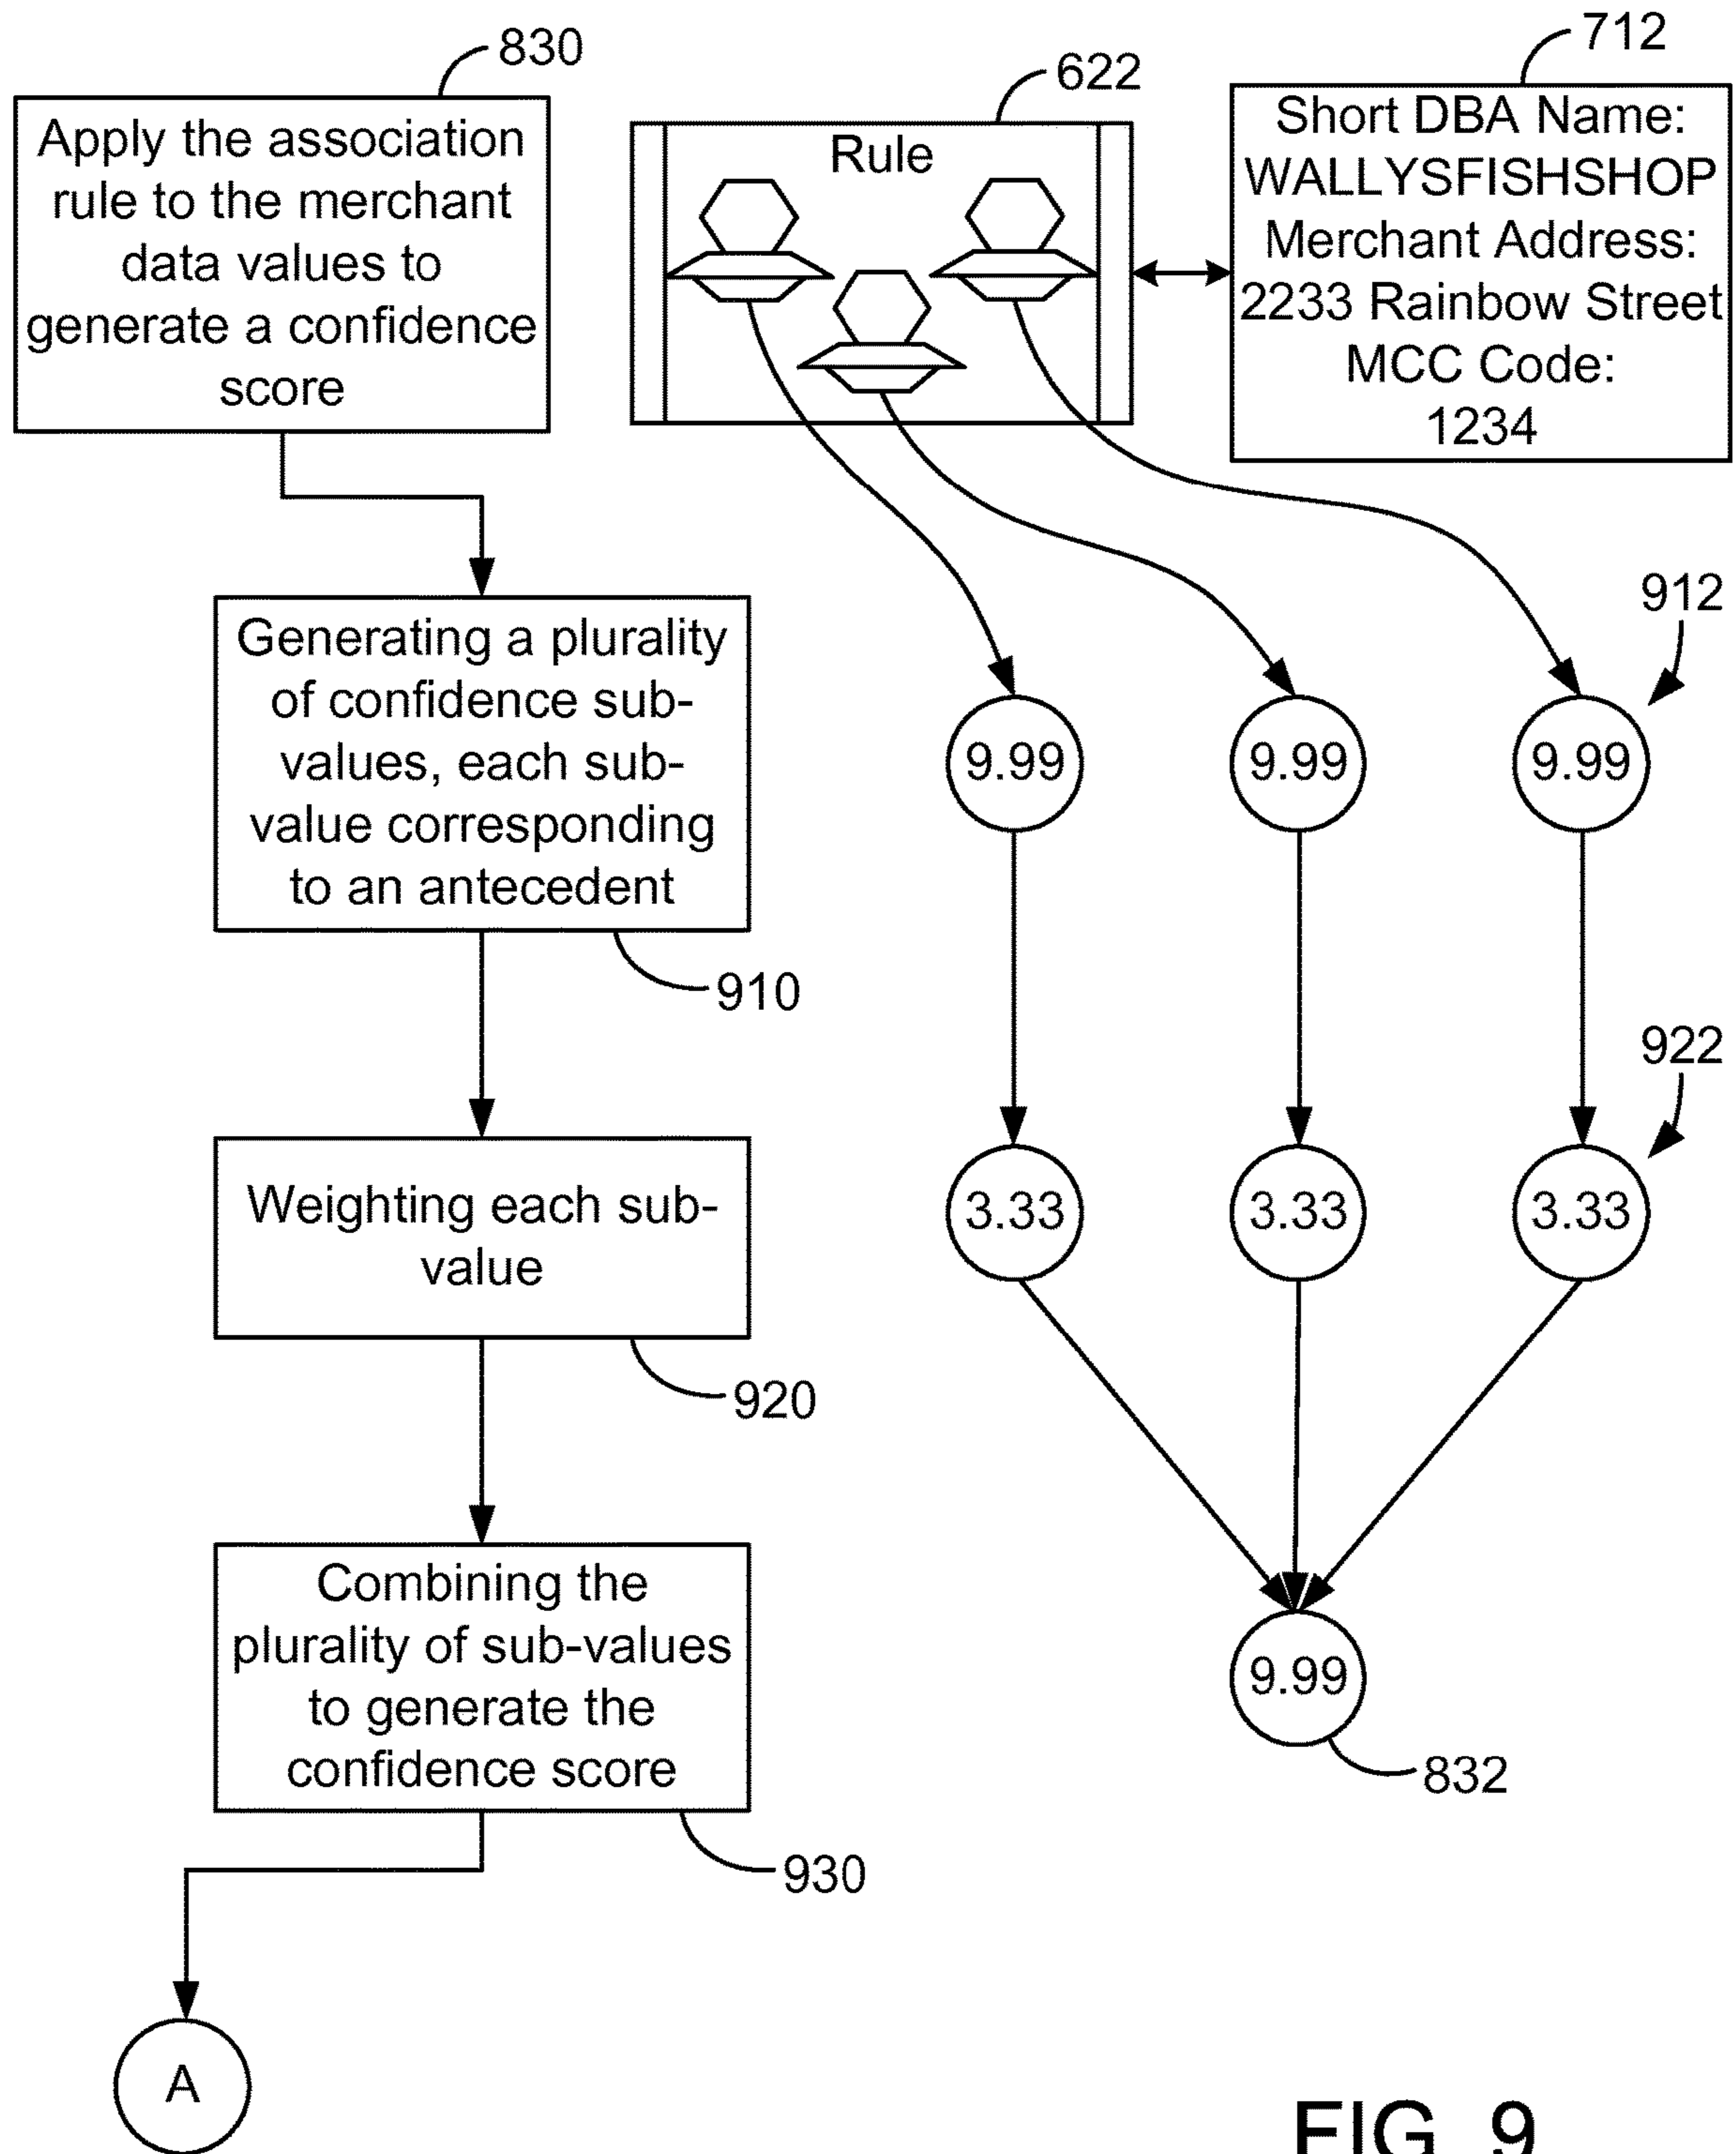 830
Apply the association
rule to the merchant
data values to
generate a confidence
score
622
Rule
712
Short DBA Name:
WALLYSFISHSHOP
Merchant Address:
2233 Rainbow Street
MCC Code:
1234
Generating a plurality
of confidence sub-
values, each sub-
value corresponding
to an antecedent
910
912
9.99
9.99
9.99
Weighting each sub-
value
920
922
3.33
3.33
3.33
Combining the
plurality of sub-values
to generate the
confidence score
930
9.99
832
A
FIG. 9